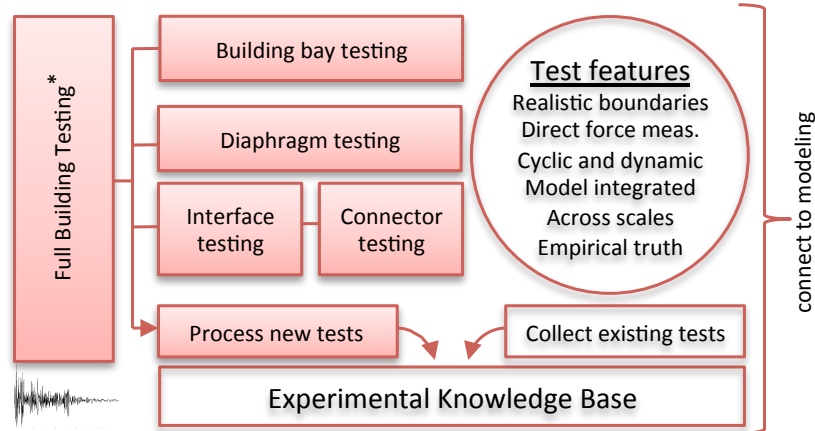 Full Building Testing*
Building bay testing
Diaphragm testing
Interface
testing
Connector
testing
Process new tests
Test features
Realistic boundaries
Direct force meas.
Cyclic and dynamic
Model integrated
Across scales
Empirical truth
Collect existing tests
Experimental Knowledge Base
connect to modeling